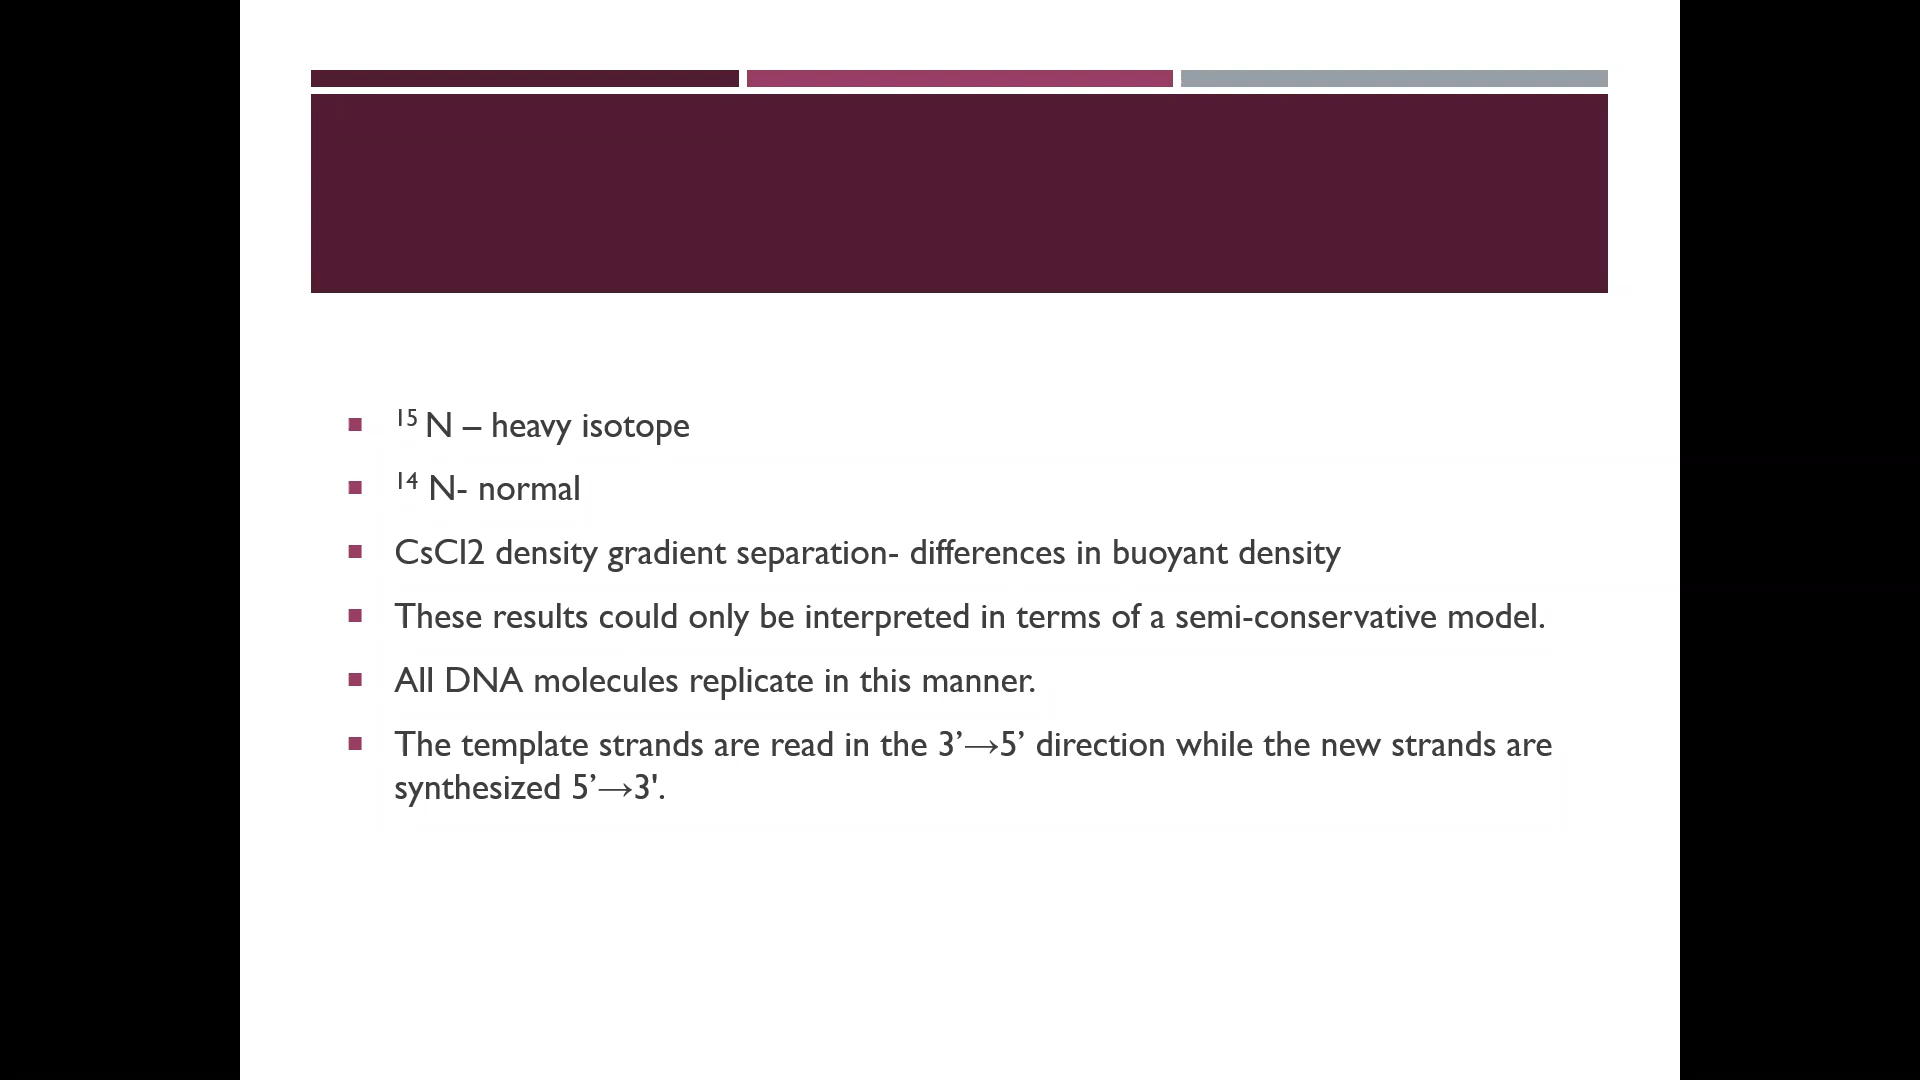 15 N – heavy isotope
14 N- normal
CsCl2 density gradient separation- differences in buoyant density
These results could only be interpreted in terms of a semi-conservative model.
All DNA molecules replicate in this manner.
The template strands are read in the 3’→5’ direction while the new strands are
synthesized 5’→3'.